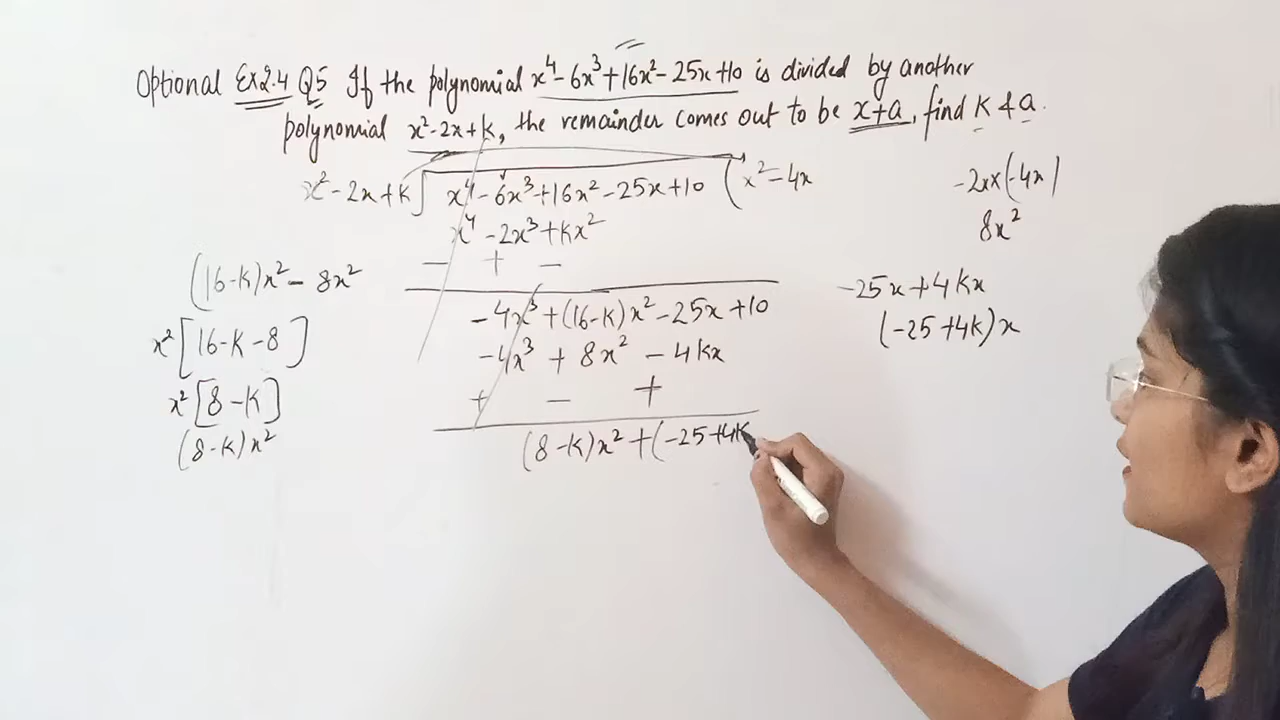 Optional Ex2.4 Q5 If the polynomial x⁴-6x³+16x²-25x+10 is divided by another
polynomial x²-2x+k, the remainder comes out to be x+a, find K & a.
x²-2x+k) x⁴-6x³+16x²-25x+10 (x²-4x
x⁴-2x³+kx²
- + -
-4x³+(16-k)x²-25x+10
-4x³+8x²-4kx
+ - +
(8-k)x²+(-25+4k
(16-k)x²-8x²
x²[16-k-8]
x²[8-k]
(8-k)x²
-2x×(-4x)
8x²
-25x+4kx
(-25+4k)x